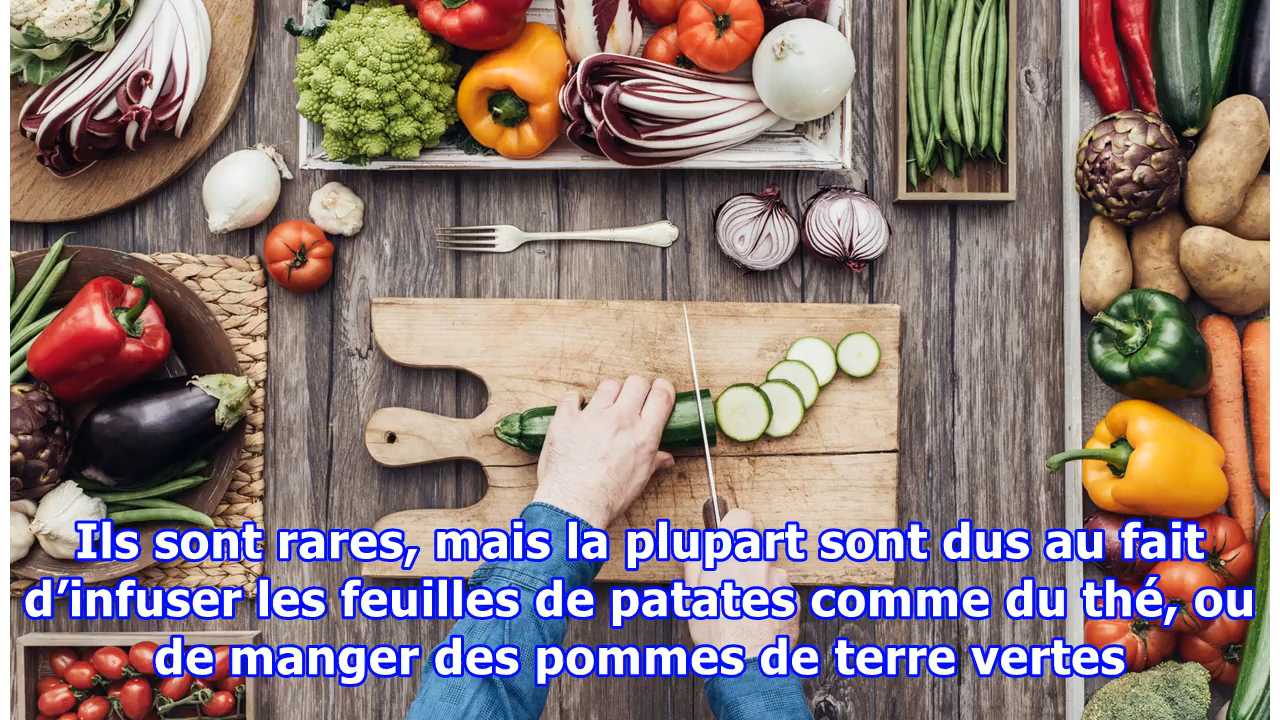 Ils sont rares, mais la plupart sont dus au fait
d’infuser les feuilles de patates comme du thé, ou
de manger des pommes de terre vertes